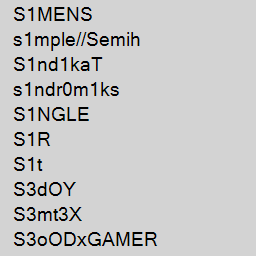 S1MENS
s1mple//Semih
S1nd1kaT
s1ndr0m1ks
S1NGLE
S1R
S1t
S3dOY
S3mt3X
S3oODxGAMER